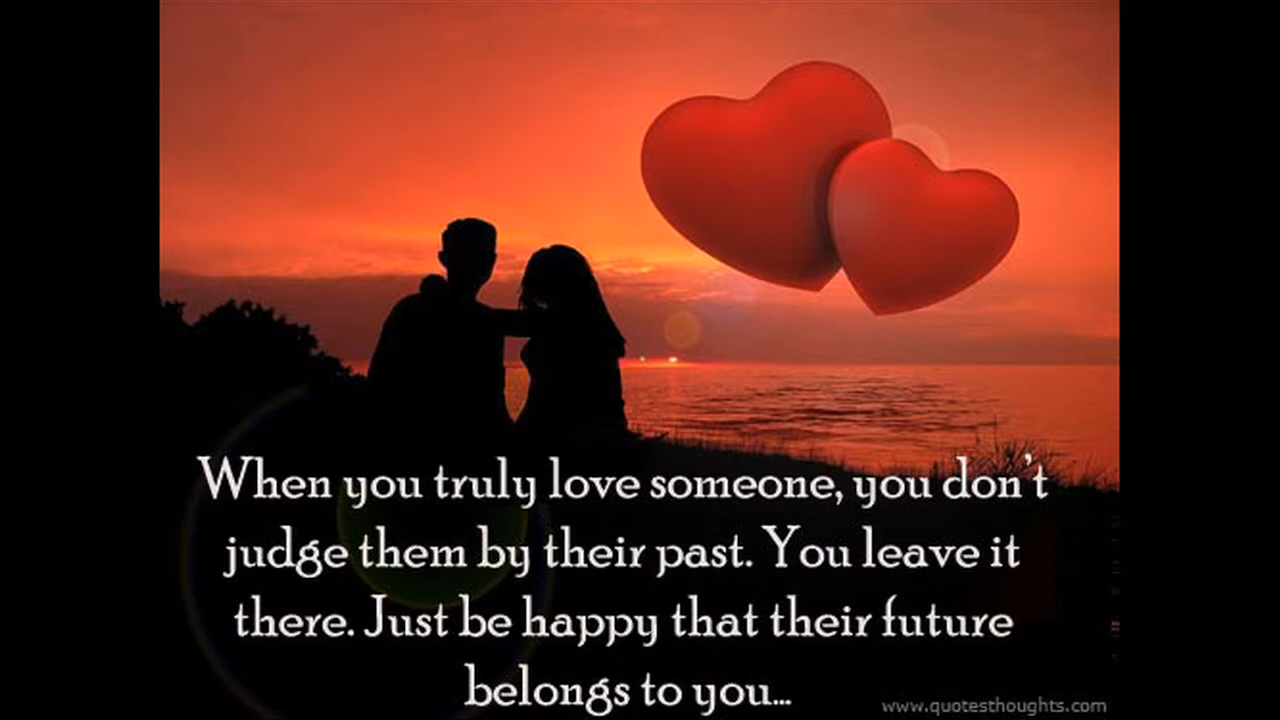 When you truly love someone, you don't
judge them by their past. You leave it
there. Just be happy that their future
belongs to you...
www.quotesthoughts.com